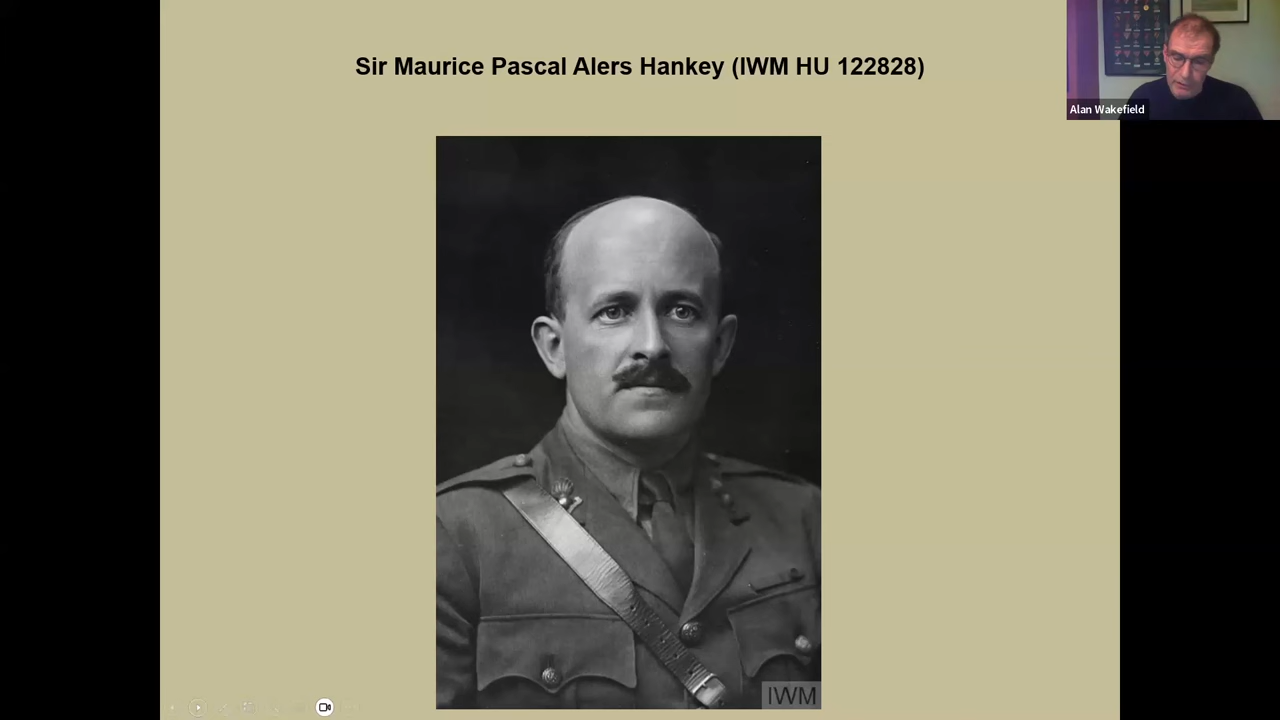 Sir Maurice Pascal Alers Hankey (IWM HU 122828)
Alan Wakefield
IWM